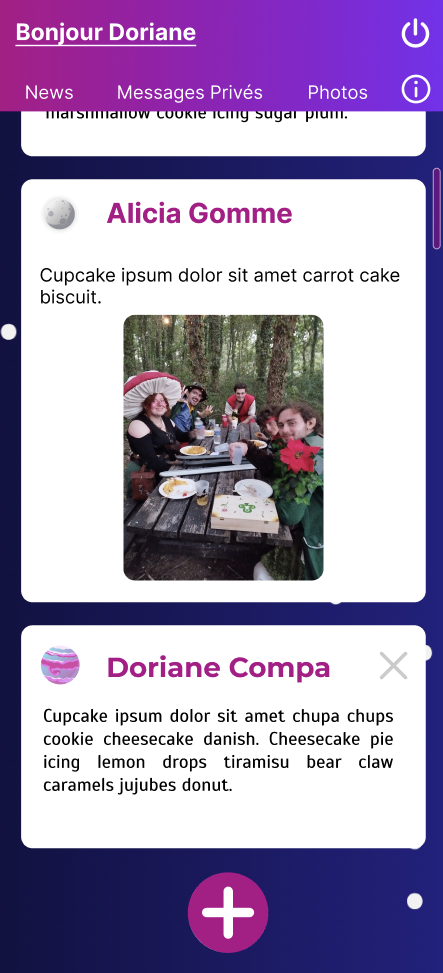 Bonjour Doriane
News Messages Privés Photos
marshmallow cookie icing sugar plum.
Alicia Gomme
Cupcake ipsum dolor sit amet carrot cake
biscuit.
Doriane Compa
Cupcake ipsum dolor sit amet chupa chups
cookie cheesecake danish. Cheesecake pie
icing lemon drops tiramisu bear claw
caramels jujubes donut.